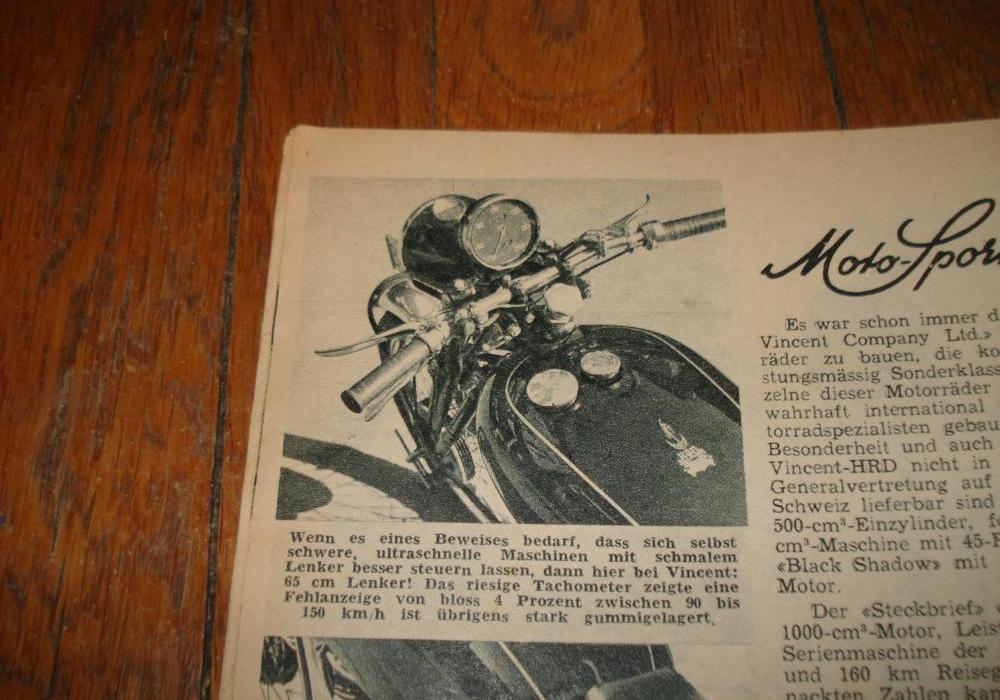 Wenn es eines Beweises bedarf, dass sich selbst
schwere, ultraschnelle Maschinen mit schmalem
Lenker besser steuern lassen, dann hier bei Vincent:
65 cm Lenker! Das riesige Tachometer zeigte eine
Fehlanzeige von bloss 4 Prozent zwischen 90 bis
150 km/h ist übrigens stark gummigelagert.
Moto-Spor
Es war schon immer d
Vincent Company Ltd.»
räder zu bauen, die ko
stungsmässig Sonderklass
zelne dieser Motorräder
wahrhaft international
torradspezialisten gebau
Besonderheit und auch
Vincent-HRD nicht in
Generalvertretung auf
Schweiz lieferbar sind
500-cm³-Einzylinder, f
cm³-Maschine mit 45-P
«Black Shadow» mit
Motor.
Der «Steckbrief»
1000-cm³-Motor, Leis
Serienmaschine der
und 160 km Reiseg
nackten Zahlen ka